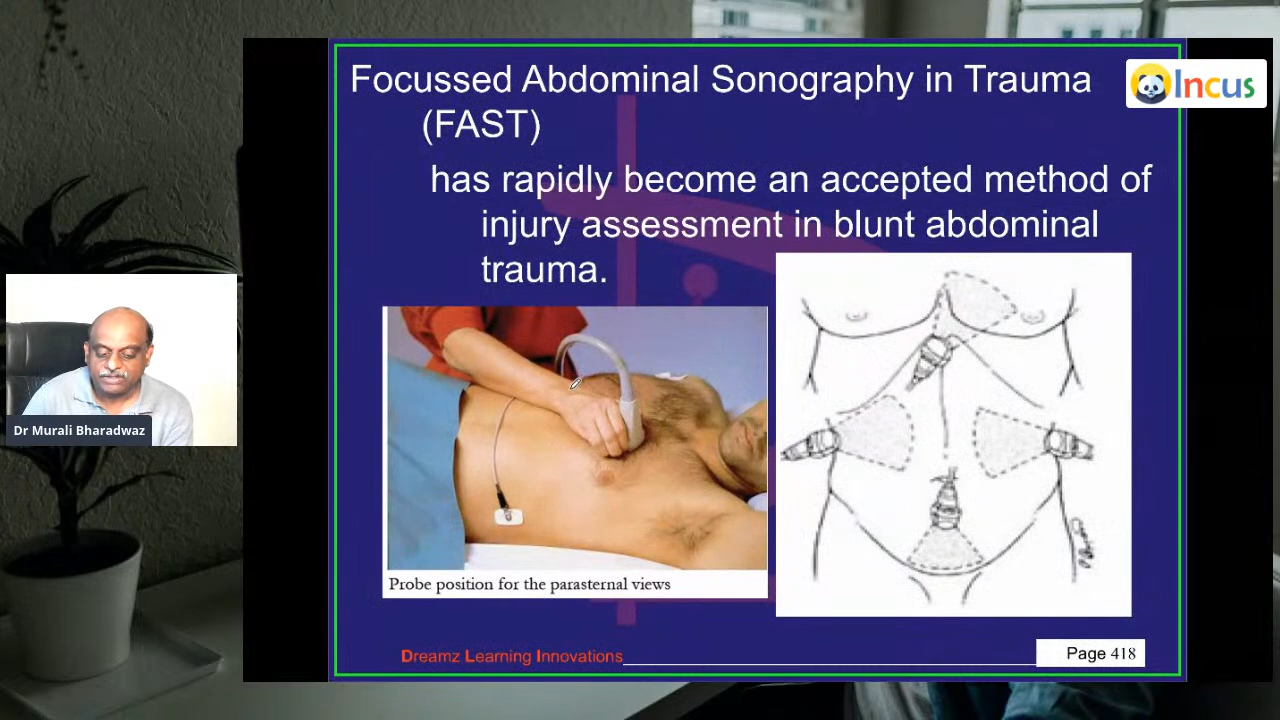 Focussed Abdominal Sonography in Trauma
(FAST)
has rapidly become an accepted method of
injury assessment in blunt abdominal
trauma.
Incus
Dr Murali Bharadwaz
Probe position for the parasternal views
Dreamz Learning Innovations
Page 418